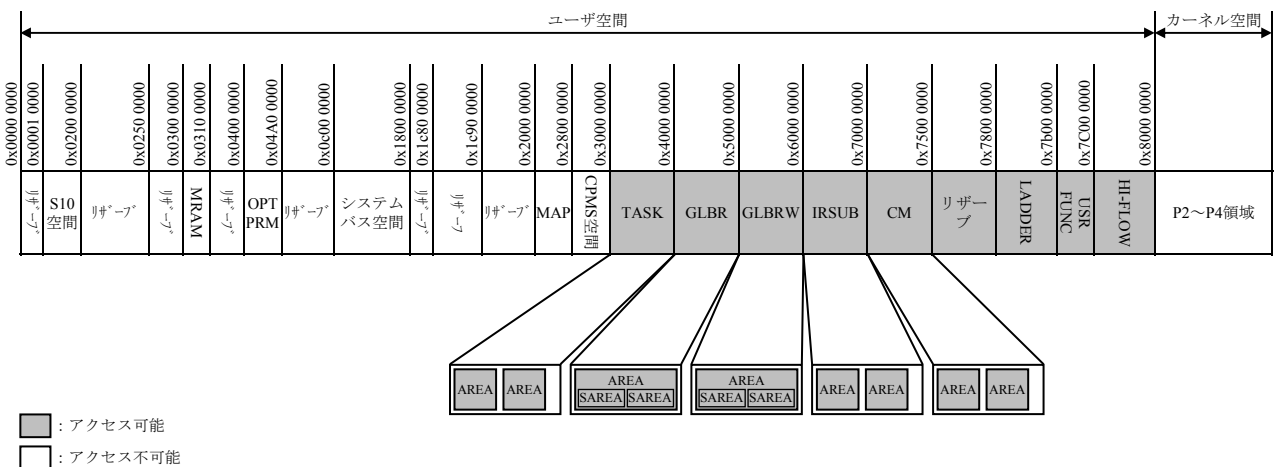 ユーザ空間
カーネル空間
0x0000 0000
0x0001 0000
0x0200 0000
0x0250 0000
0x0300 0000
0x0310 0000
0x0400 0000
0x04A0 0000
0x0c00 0000
0x1800 0000
0x1c80 0000
0x1c90 0000
0x2000 0000
0x2800 0000
0x3000 0000
0x4000 0000
0x5000 0000
0x6000 0000
0x7000 0000
0x7500 0000
0x7800 0000
0x7b00 0000
0x7C00 0000
0x8000 0000
ﾘｻﾞｰﾌﾞ
S10
空間
ﾘｻﾞｰﾌﾞ
ﾘｻﾞｰﾌﾞ
MRAM
ﾘｻﾞｰﾌﾞ
OPT
PRM
ﾘｻﾞｰﾌﾞ
システム
バス空間
ﾘｻﾞｰﾌﾞ
ﾘｻﾞｰﾌﾞ
ﾘｻﾞｰﾌﾞ
MAP
CPMS空間
TASK
GLBR
GLBRW
IRSUB
CM
リザー
ブ
LADDER
USR
FUNC
HI-FLOW
P2～P4領域
AREA
AREA
AREA
SAREA
SAREA
AREA
SAREA
SAREA
AREA
AREA
AREA
AREA
：アクセス可能
：アクセス不可能